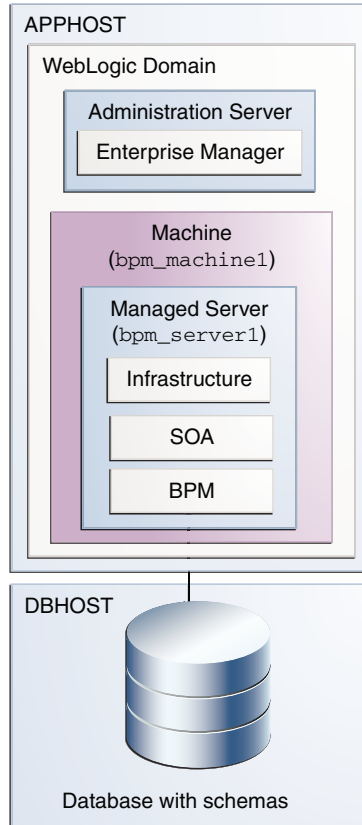 APPHOST
WebLogic Domain
Administration Server
Enterprise Manager
Machine
(bpm_machine1)
Managed Server
(bpm_server1)
Infrastructure
SOA
BPM
DBHOST
Database with schemas